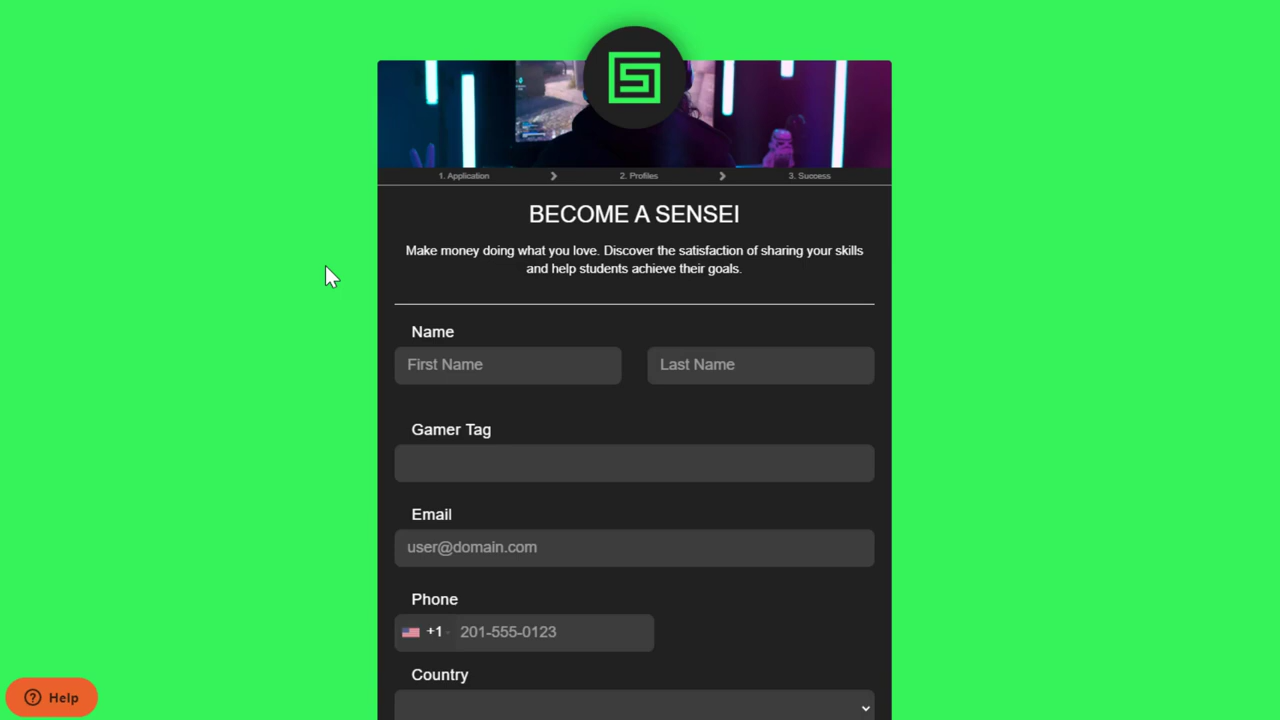 1. Application
2. Profiles
3. Success
BECOME A SENSEI
Make money doing what you love. Discover the satisfaction of sharing your skills
and help students achieve their goals.
Name
First Name
Last Name
Gamer Tag
Email
user@domain.com
Phone
+1
201-555-0123
Country
Help